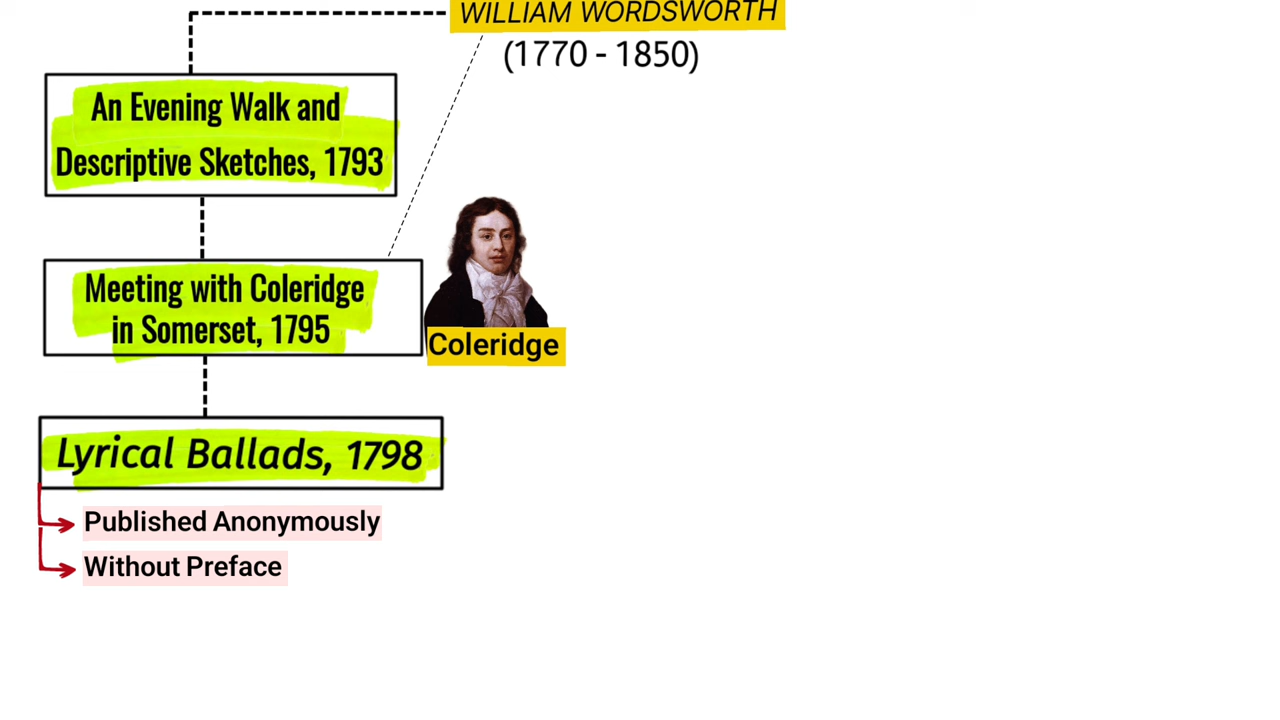 WILLIAM WORDSWORTH
(1770 - 1850)
An Evening Walk and
Descriptive Sketches, 1793
Meeting with Coleridge
in Somerset, 1795
Coleridge
Lyrical Ballads, 1798
Published Anonymously
Without Preface